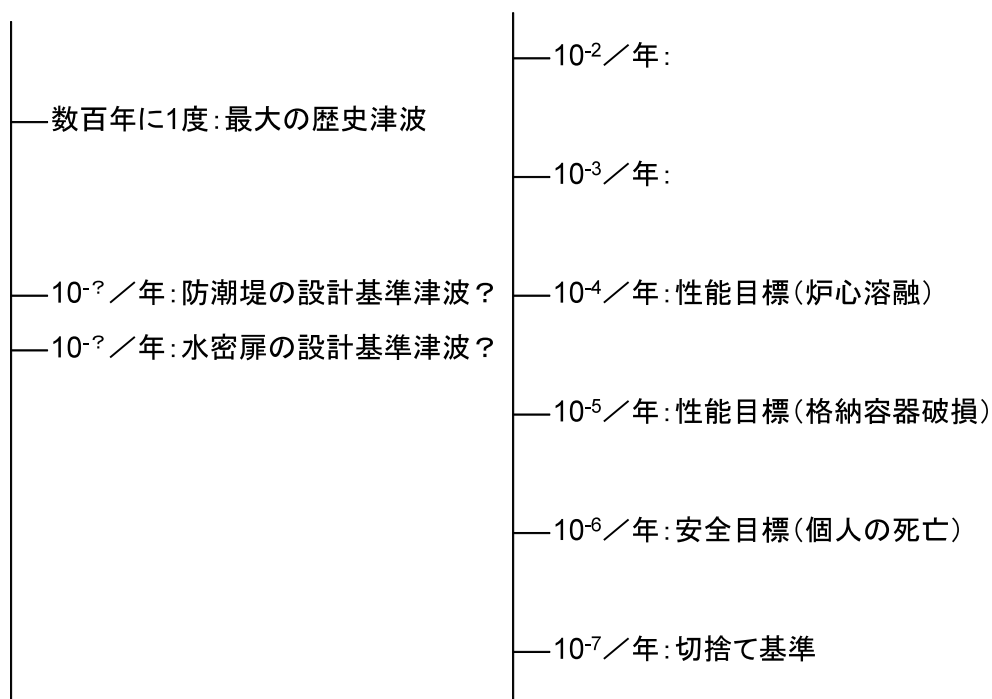 数百年に1度：最大の歴史津波
10⁻？／年：防潮堤の設計基準津波？
10⁻？／年：水密扉の設計基準津波？
10⁻²／年：
10⁻³／年：
10⁻⁴／年：性能目標（炉心溶融）
10⁻⁵／年：性能目標（格納容器破損）
10⁻⁶／年：安全目標（個人の死亡）
10⁻⁷／年：切捨て基準